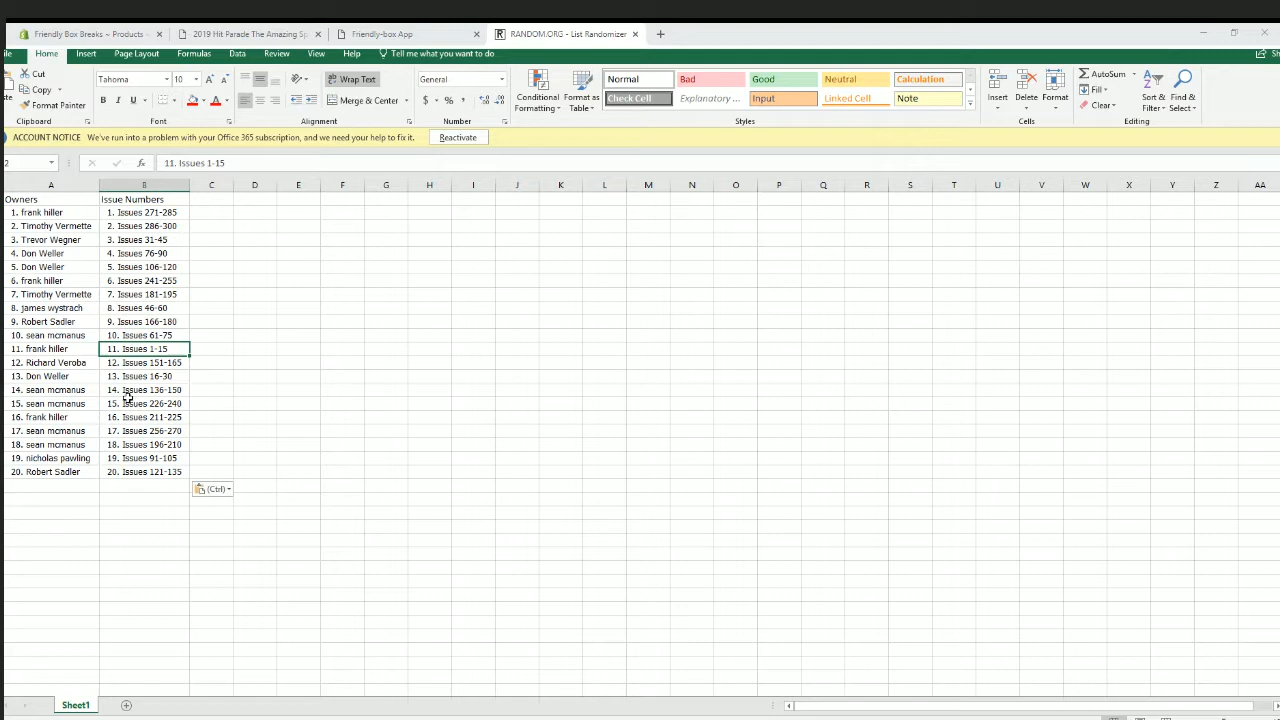 Friendly Box Breaks ~ Products - × 2019 Hit Parade The Amazing Sp × Friendly-box App × RANDOM.ORG - List Randomizer × +
Home Insert Page Layout Formulas Data Review View Help Tell me what you want to do
Cut
Copy
Format Painter
Clipboard
Tahoma 10
B I U
Font
Wrap Text
Merge & Center
Alignment
General
$ % ,
Number
Conditional Formatting
Format as Table
Normal Bad Good Neutral Calculation
Check Cell Explanatory ... Input Linked Cell Note
Styles
Insert Delete Format
Cells
AutoSum
Fill
Clear
Sort & Filter
Find & Select
Editing
ACCOUNT NOTICE We've run into a problem with your Office 365 subscription, and we need your help to fix it. Reactivate
2 fx 11. Issues 1-15
A B C D E F G H I J K L M N O P Q R S T U V W X Y Z AA
Owners Issue Numbers
1. frank hiller 1. Issues 271-285
2. Timothy Vermette 2. Issues 286-300
3. Trevor Wegner 3. Issues 31-45
4. Don Weller 4. Issues 76-90
5. Don Weller 5. Issues 106-120
6. frank hiller 6. Issues 241-255
7. Timothy Vermette 7. Issues 181-195
8. james wystrach 8. Issues 46-60
9. Robert Sadler 9. Issues 166-180
10. sean mcmanus 10. Issues 61-75
11. frank hiller 11. Issues 1-15
12. Richard Veroba 12. Issues 151-165
13. Don Weller 13. Issues 16-30
14. sean mcmanus 14. Issues 136-150
15. sean mcmanus 15. Issues 226-240
16. frank hiller 16. Issues 211-225
17. sean mcmanus 17. Issues 256-270
18. sean mcmanus 18. Issues 196-210
19. nicholas pawling 19. Issues 91-105
20. Robert Sadler 20. Issues 121-135
(Ctrl)
Sheet1